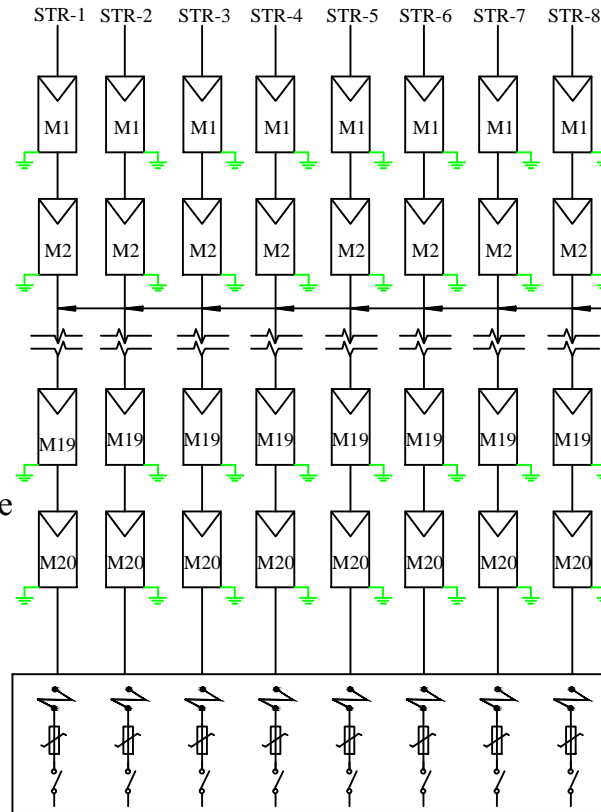 STR-1 STR-2 STR-3 STR-4 STR-5 STR-6 STR-7 STR-8
M1 M1 M1 M1 M1 M1 M1 M1
M2 M2 M2 M2 M2 M2 M2 M2
M19 M19 M19 M19 M19 M19 M19 M19
e
M20 M20 M20 M20 M20 M20 M20 M20